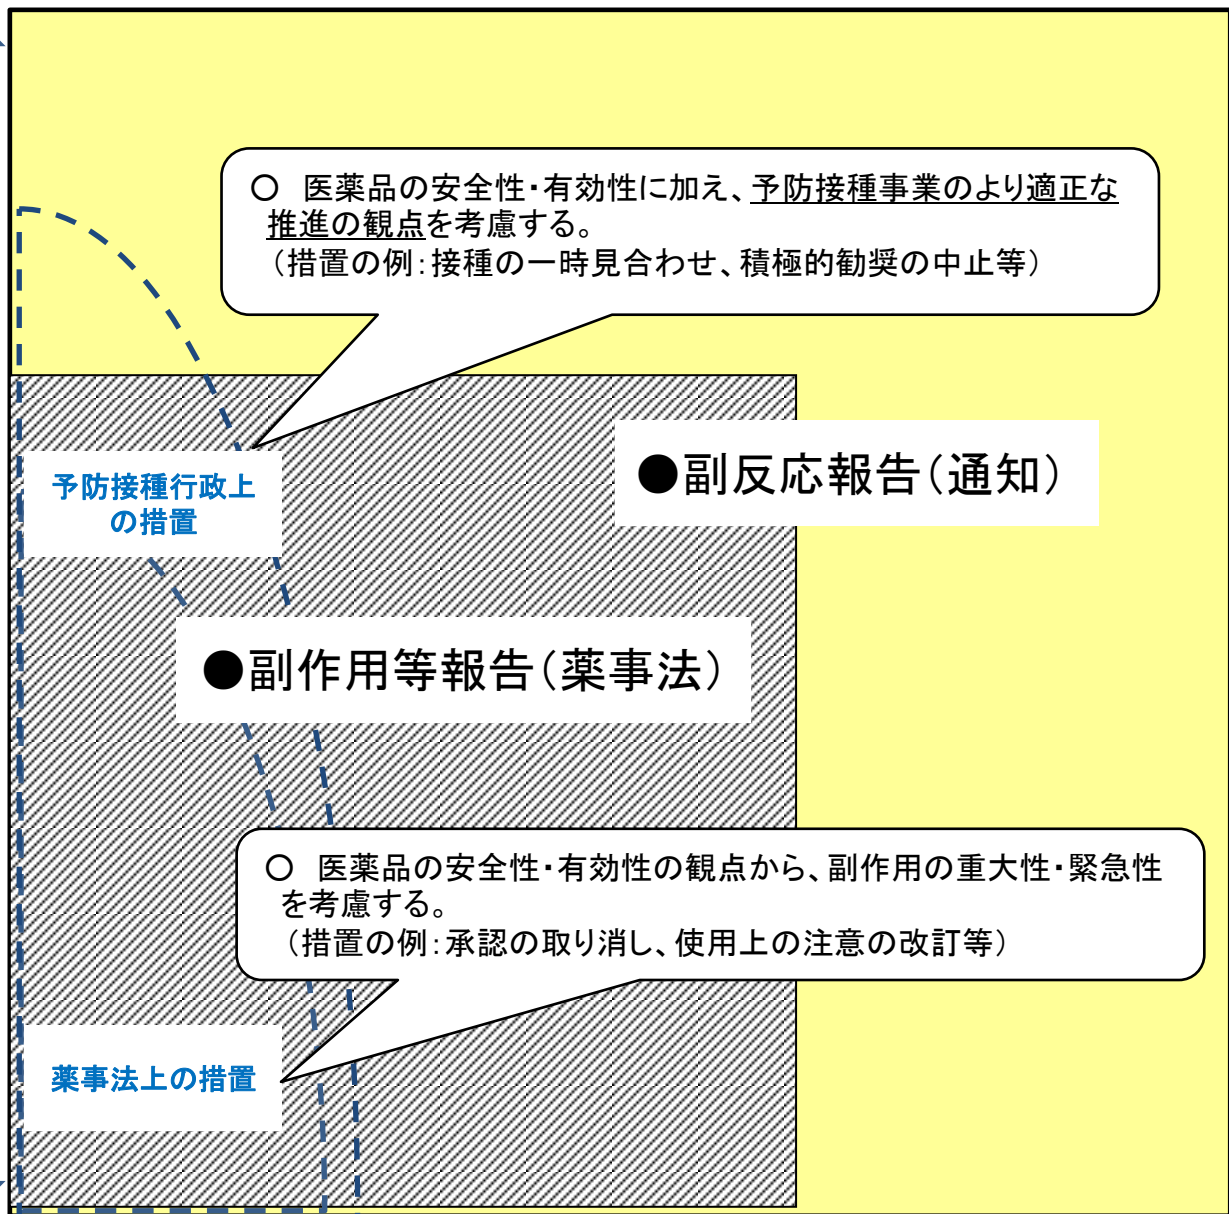 ○ 医薬品の安全性・有効性に加え、予防接種事業のより適正な
推進の観点を考慮する。
（措置の例：接種の一時見合わせ、積極的勧奨の中止等）
●副反応報告（通知）
予防接種行政上
の措置
●副作用等報告（薬事法）
○ 医薬品の安全性・有効性の観点から、副作用の重大性・緊急性
を考慮する。
（措置の例：承認の取り消し、使用上の注意の改訂等）
薬事法上の措置